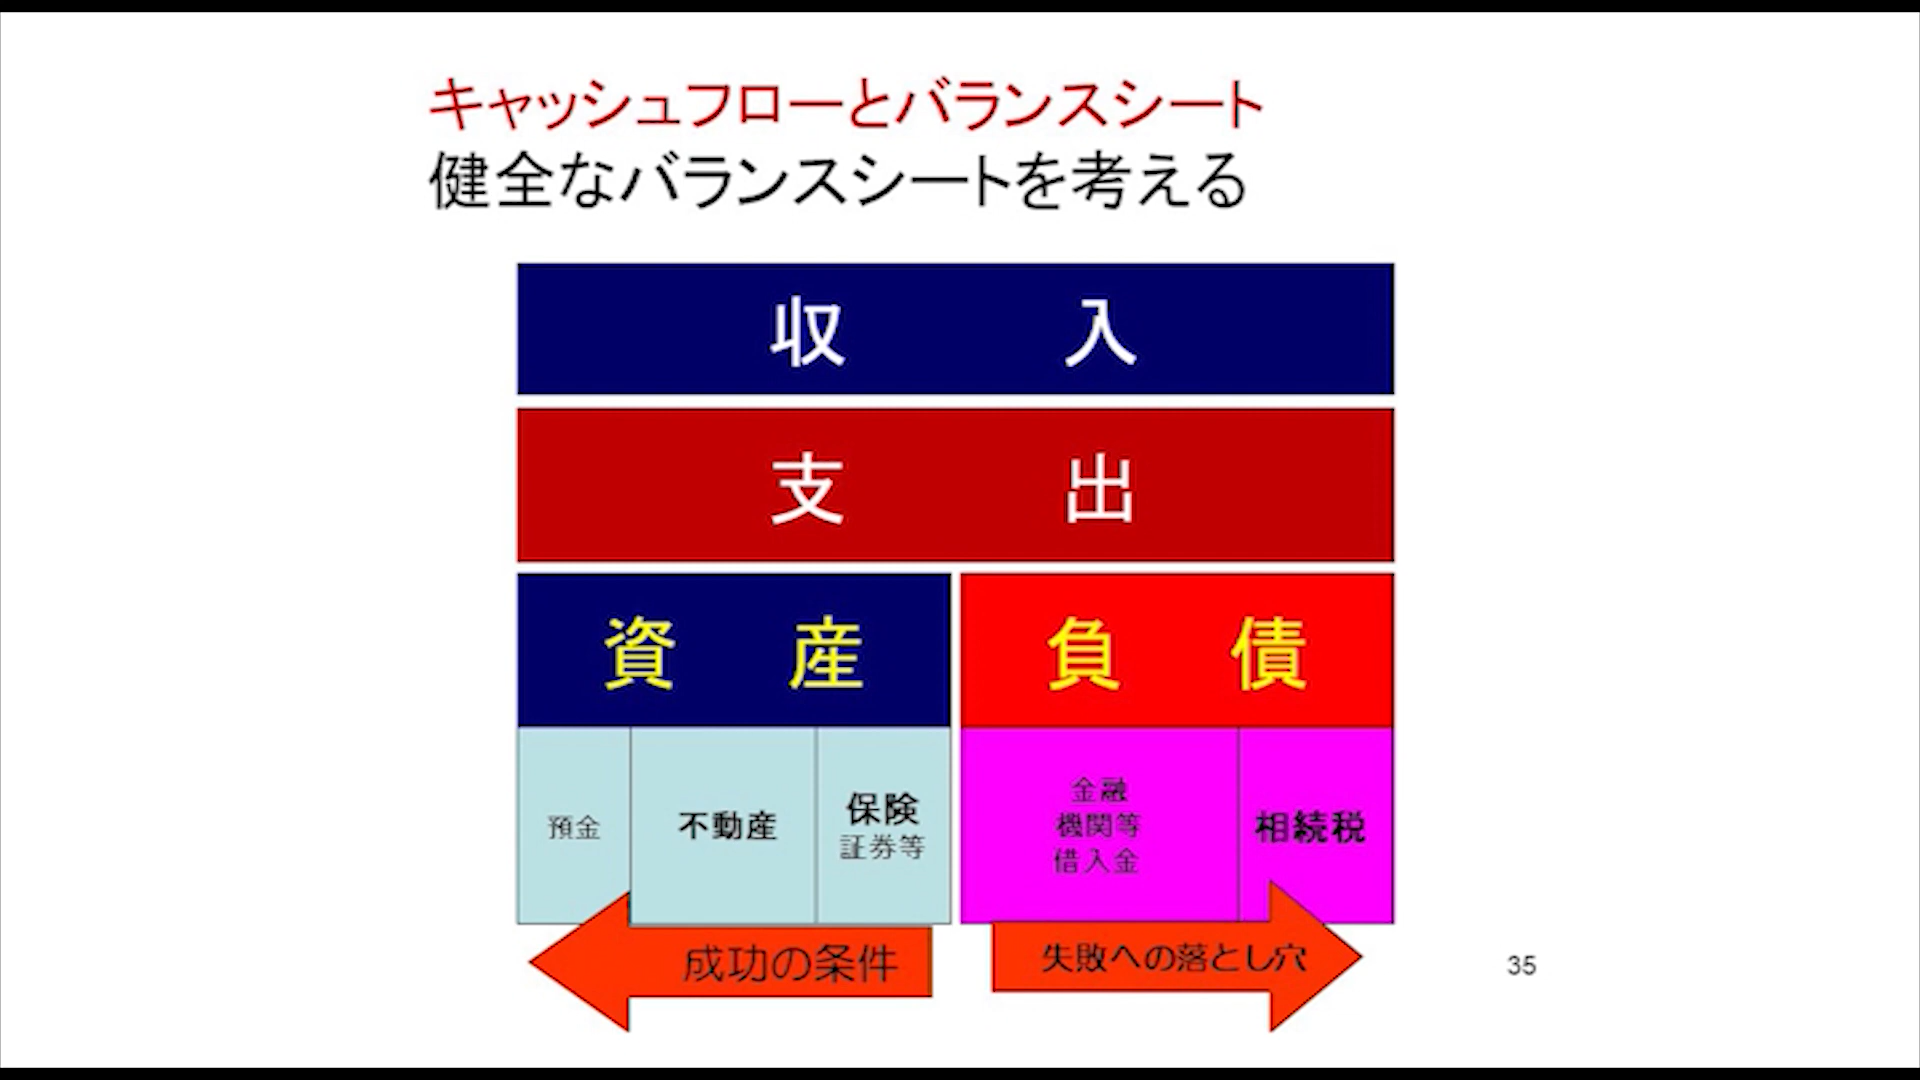 キャッシュフローとバランスシート
健全なバランスシートを考える
収 入
支 出
資 産
負 債
預金
不動産
保険
証券等
金融
機関等
借入金
相続税
成功の条件
失敗への落とし穴
35